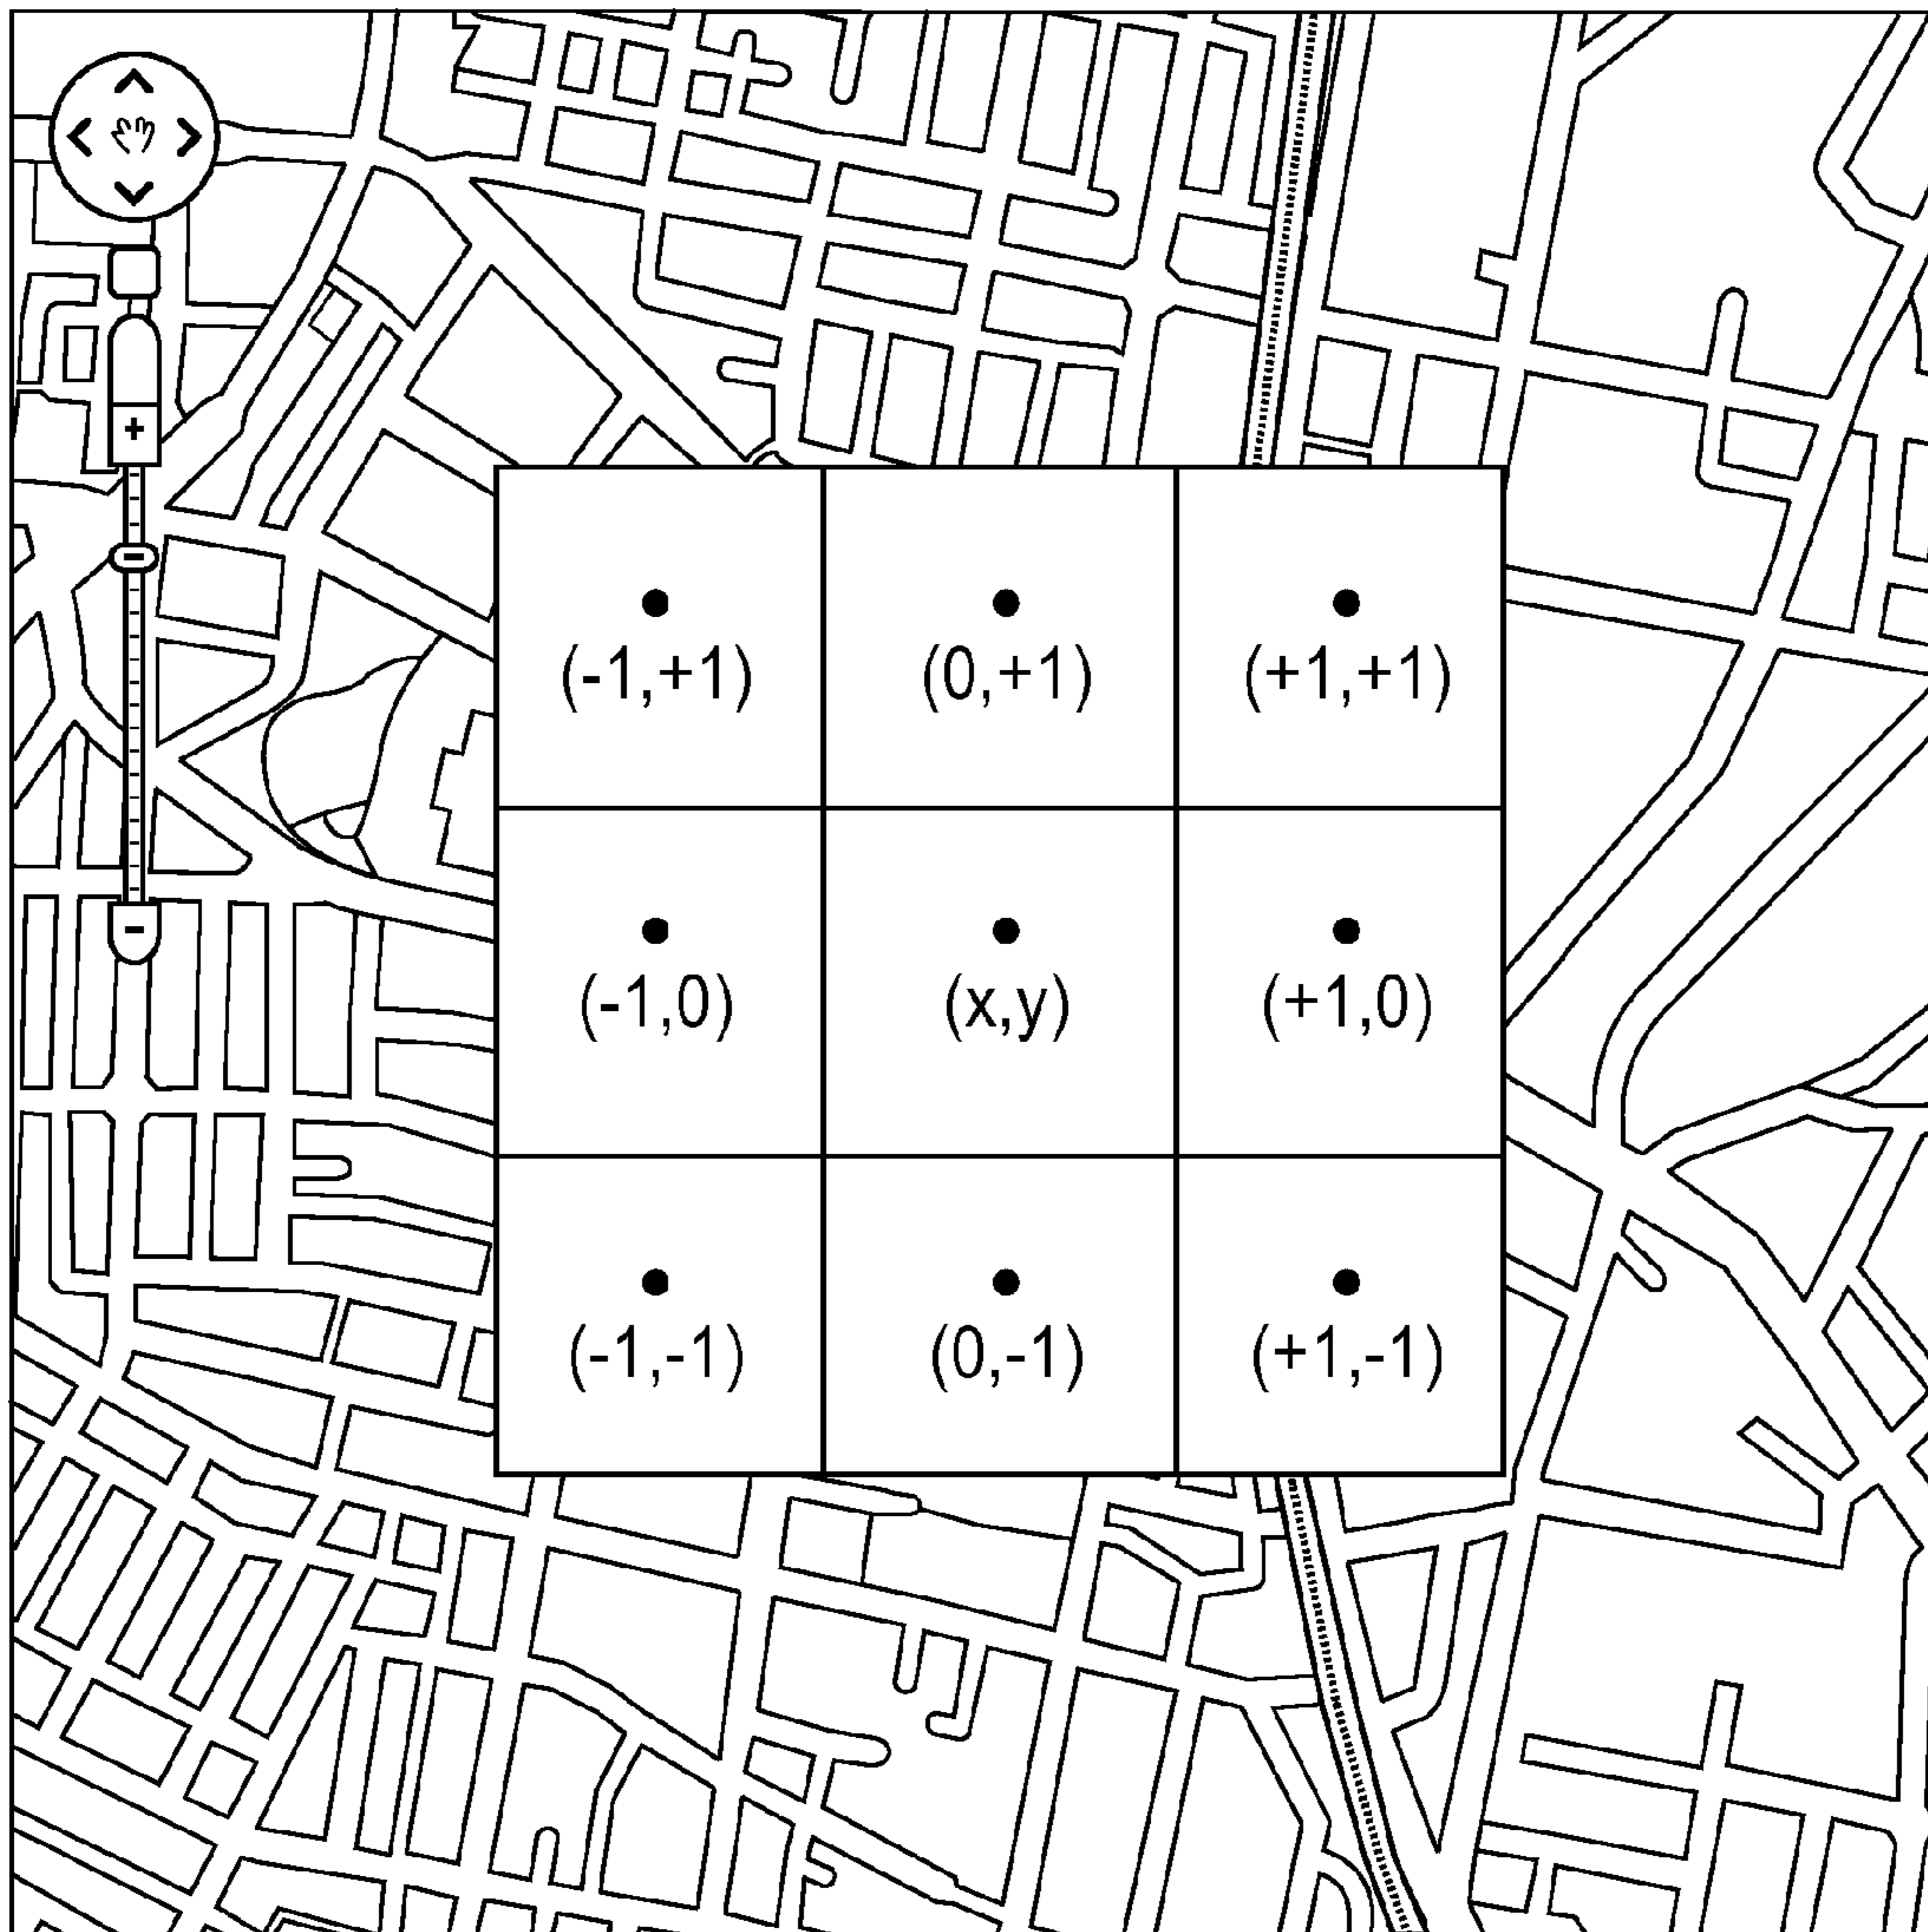 +
-
(-1,+1) (0,+1) (+1,+1)
(-1,0) (x,y) (+1,0)
(-1,-1) (0,-1) (+1,-1)